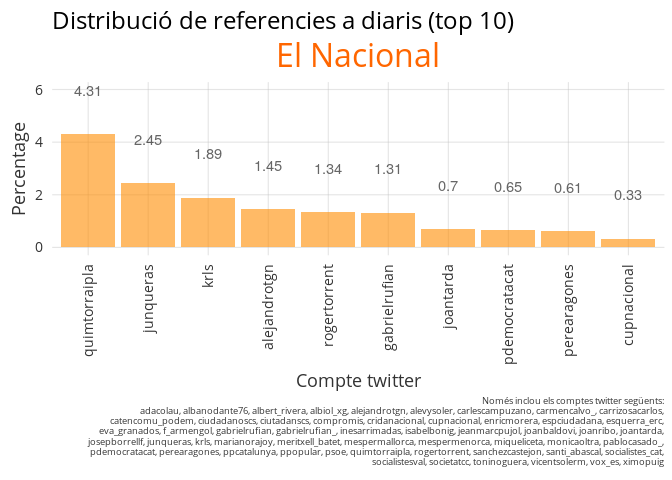 Distribució de referencies a diaris (top 10)
El Nacional
Percentage
6
4
2
0
4.31
2.45
1.89
1.45
1.34
1.31
0.7
0.65
0.61
0.33
quimtorraipla
junqueras
krls
alejandrotgn
rogertorrent
gabrielrufian
joantarda
pdemocratacat
perearagones
cupnacional
Compte twitter
Només inclou els comptes twitter següents:
adacolau, albanodante76, albert_rivera, albiol_xg, alejandrotgn, alevysoler, carlescampuzano, carmencalvo_, carrizosacarlos,
catencomu_podem, ciudadanoscs, ciutadanscs, compromis, cridanacional, cupnacional, enricmorera, espciudadana, esquerra_erc,
eva_granados, f_armengol, gabrielrufian, gabrielrufian_, inesarrimadas, isabelbonig, jeanmarcpujol, joanbaldovi, joanribo, joantarda,
josepborrellf, junqueras, krls, marianorajoy, meritxell_batet, mespermallorca, mespermenorca, miqueliceta, monicaoltra, pablocasado_,
pdemocratacat, perearagones, ppcatalunya, ppopular, psoe, quimtorraipla, rogertorrent, sanchezcastejon, santi_abascal, socialistes_cat,
socialistesval, societatcc, toninoguera, vicentsolerm, vox_es, ximopuig